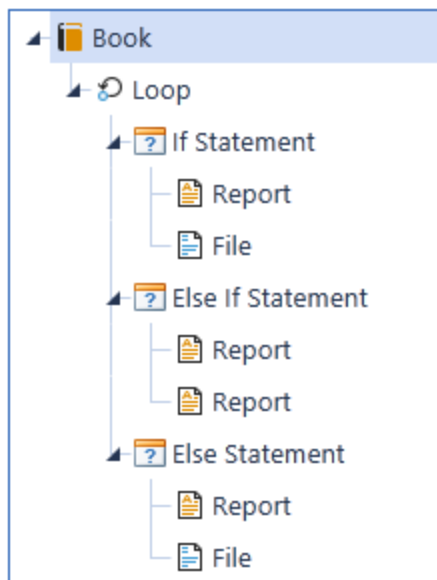 Book
Loop
If Statement
Report
File
Else If Statement
Report
Report
Else Statement
Report
File